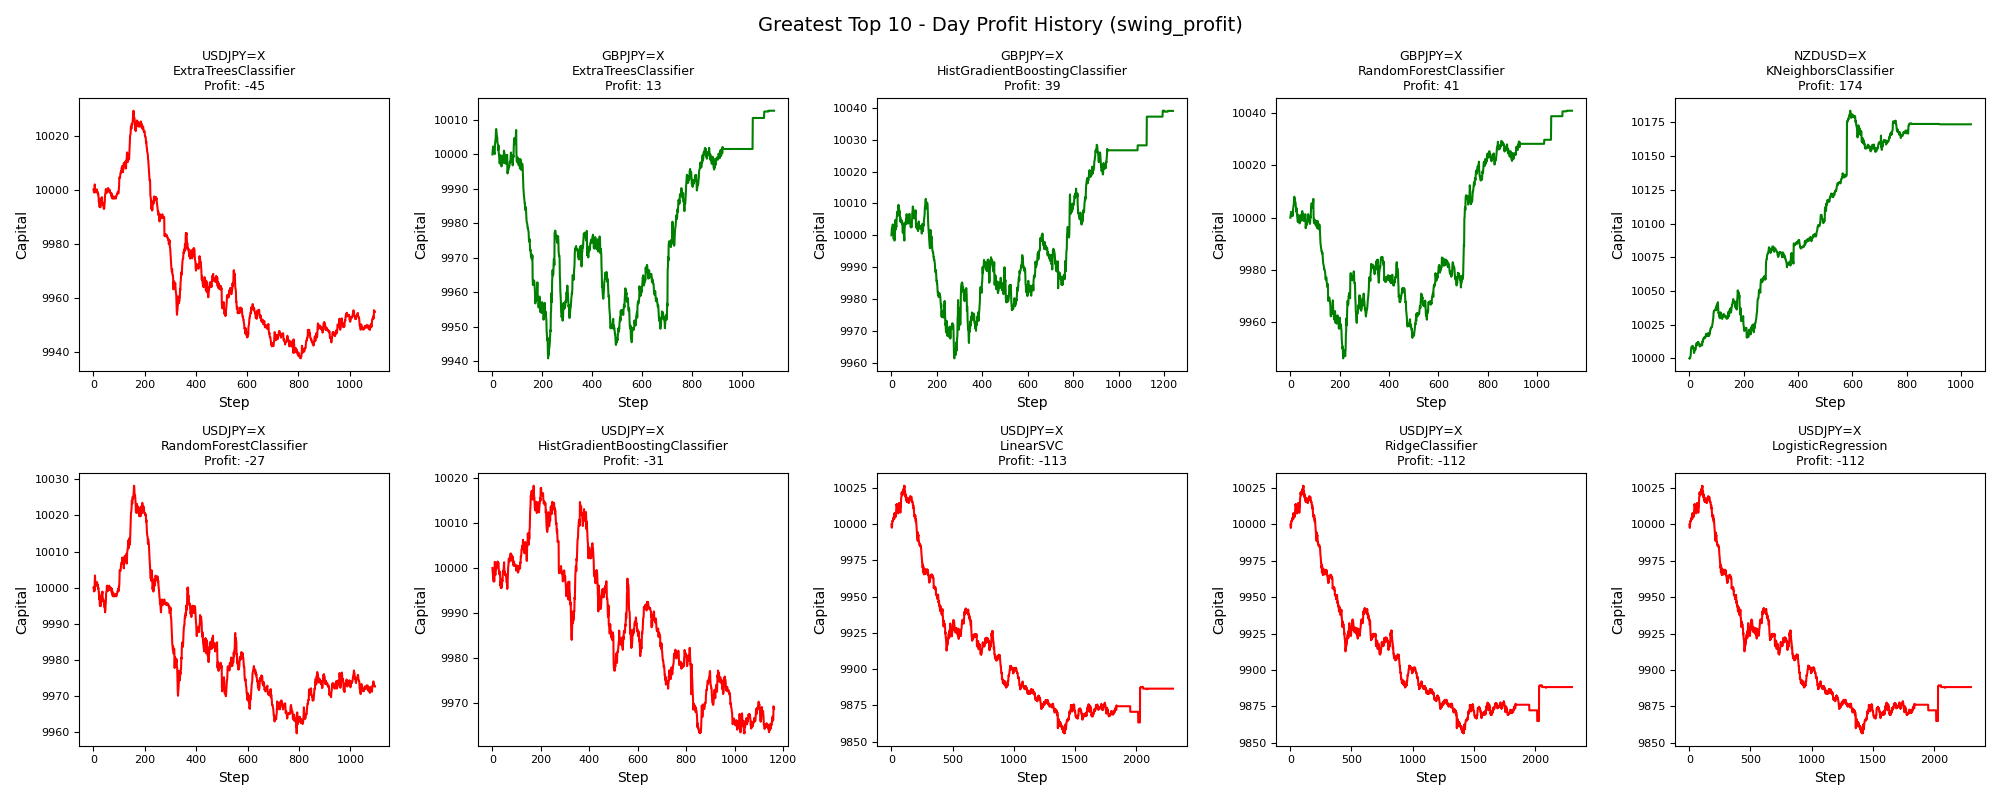 Greatest Top 10 - Day Profit History (swing_profit)
USDJPY=X
ExtraTreesClassifier
Profit: -45
Capital
10020
10000
9980
9960
9940
0 200 400 600 800 1000
Step
GBPJPY=X
ExtraTreesClassifier
Profit: 13
Capital
10010
10000
9990
9980
9970
9960
9950
9940
0 200 400 600 800 1000
Step
GBPJPY=X
HistGradientBoostingClassifier
Profit: 39
Capital
10040
10030
10020
10010
10000
9990
9980
9970
9960
0 200 400 600 800 1000 1200
Step
GBPJPY=X
RandomForestClassifier
Profit: 41
Capital
10040
10020
10000
9980
9960
0 200 400 600 800 1000
Step
NZDUSD=X
KNeighborsClassifier
Profit: 174
Capital
10175
10150
10125
10100
10075
10050
10025
10000
0 200 400 600 800 1000
Step
USDJPY=X
RandomForestClassifier
Profit: -27
Capital
10030
10020
10010
10000
9990
9980
9970
9960
0 200 400 600 800 1000
Step
USDJPY=X
HistGradientBoostingClassifier
Profit: -31
Capital
10020
10010
10000
9990
9980
9970
0 200 400 600 800 1000 1200
Step
USDJPY=X
LinearSVC
Profit: -113
Capital
10025
10000
9975
9950
9925
9900
9875
9850
0 500 1000 1500 2000
Step
USDJPY=X
RidgeClassifier
Profit: -112
Capital
10025
10000
9975
9950
9925
9900
9875
9850
0 500 1000 1500 2000
Step
USDJPY=X
LogisticRegression
Profit: -112
Capital
10025
10000
9975
9950
9925
9900
9875
9850
0 500 1000 1500 2000
Step